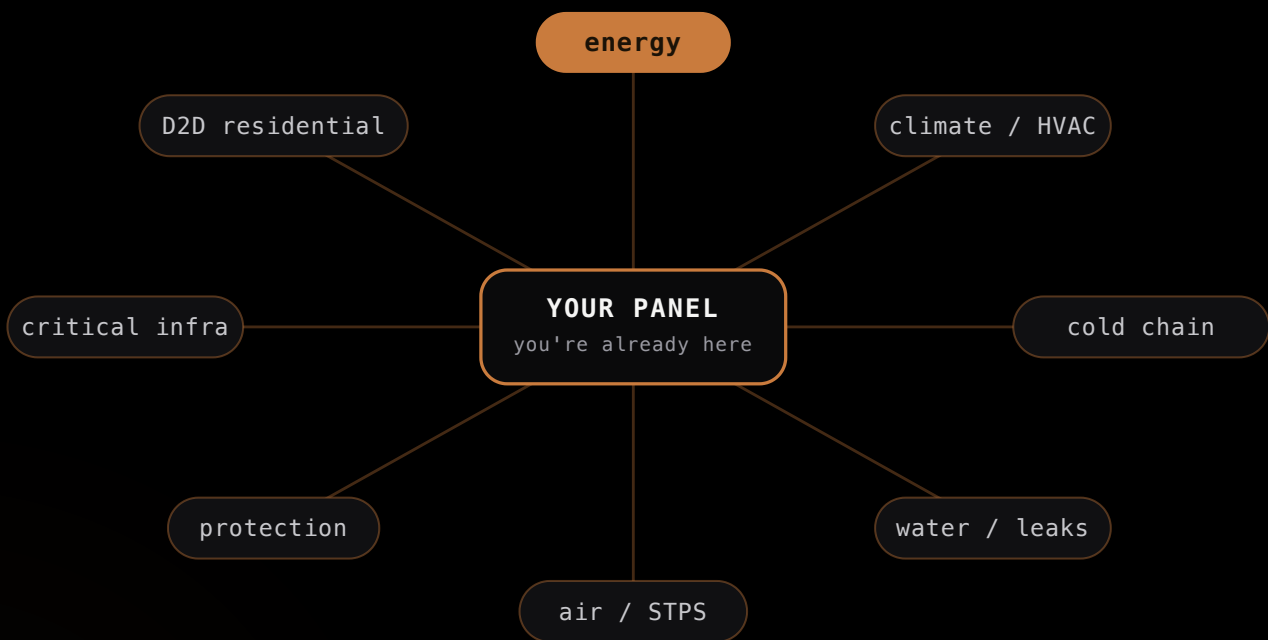 energy
D2D residential
climate / HVAC
YOUR PANEL
you're already here
critical infra
cold chain
protection
water / leaks
air / STPS